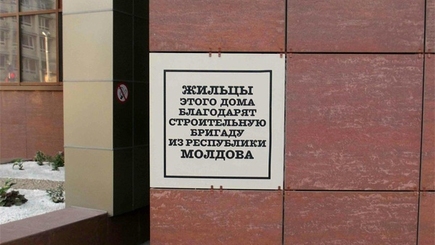 ЖИЛЬЦЫ
ЭТОГО ДОМА
БЛАГОДАРЯТ
СТРОИТЕЛЬНУЮ
БРИГАДУ
ИЗ РЕСПУБЛИКИ
МОЛДОВА